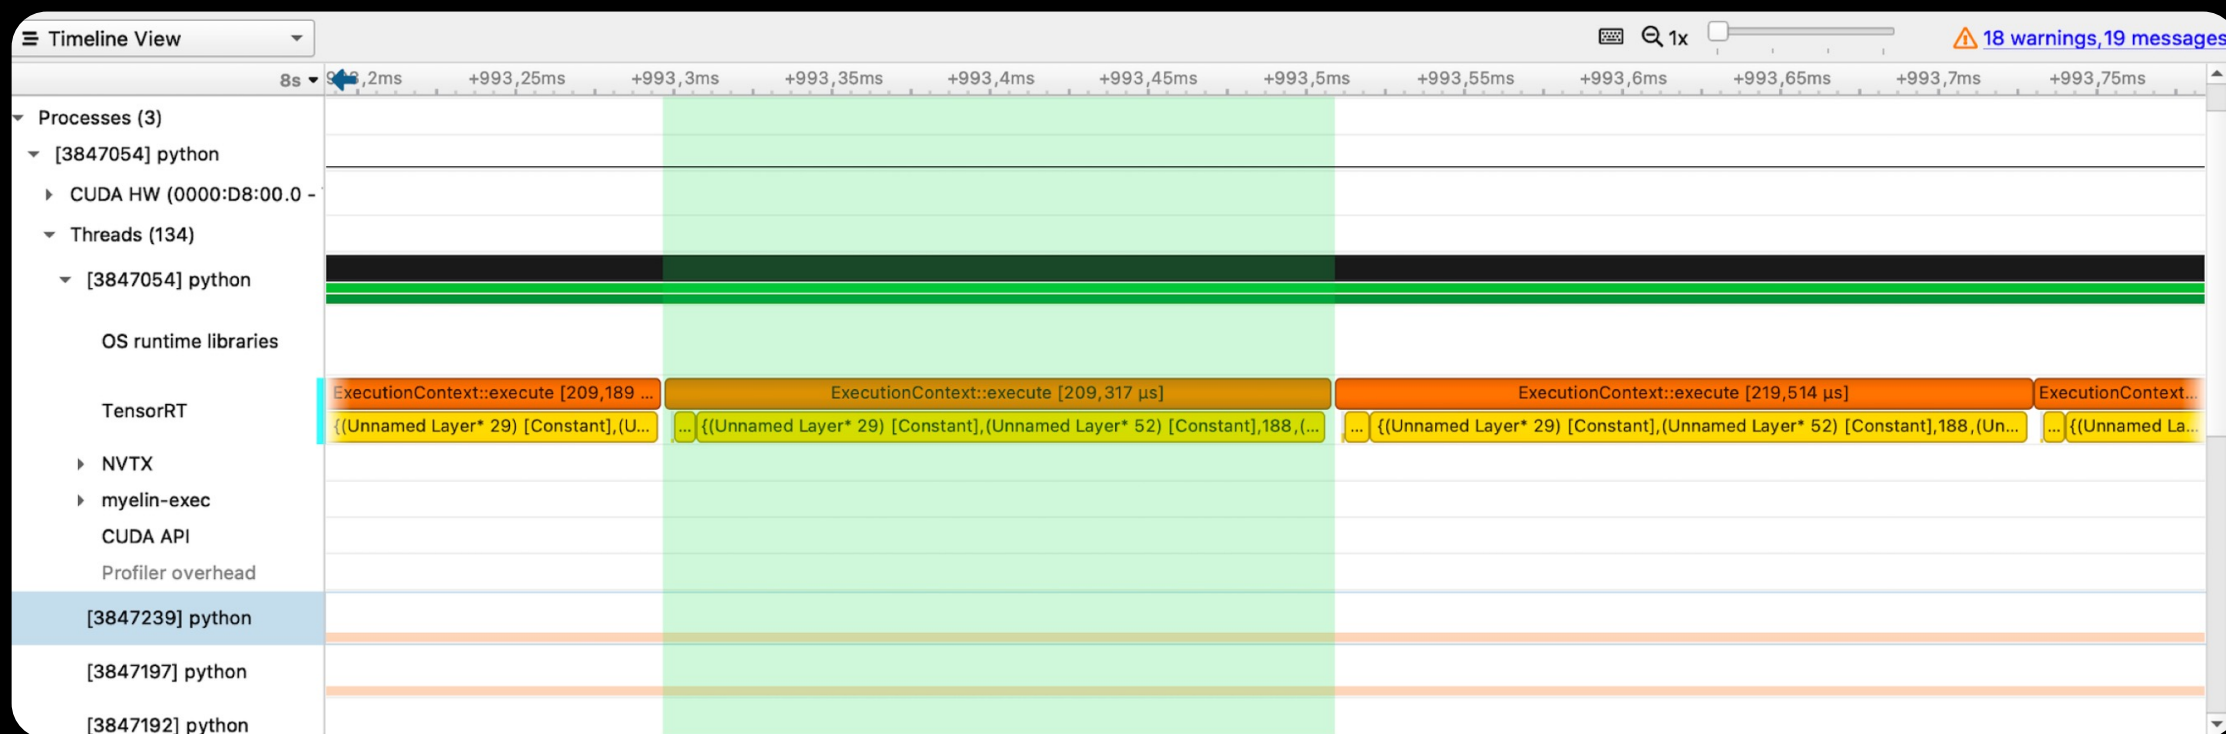 Timeline View
1x
18 warnings,19 messages
8s
+993,25ms +993,3ms +993,35ms +993,4ms +993,45ms +993,5ms +993,55ms +993,6ms +993,65ms +993,7ms +993,75ms
Processes (3)
[3847054] python
CUDA HW (0000:D8:00.0 -
Threads (134)
[3847054] python
OS runtime libraries
TensorRT
ExecutionContext::execute [209,189 ... ExecutionContext::execute [209,317 µs] ExecutionContext::execute [219,514 µs] ExecutionContext...
{(Unnamed Layer* 29) [Constant],(U... ... {(Unnamed Layer* 29) [Constant],(Unnamed Layer* 52) [Constant],188,(... ... {(Unnamed Layer* 29) [Constant],(Unnamed Layer* 52) [Constant],188,(Un... ... {(Unnamed La...
NVTX
myelin-exec
CUDA API
Profiler overhead
[3847239] python
[3847197] python
[3847192] python